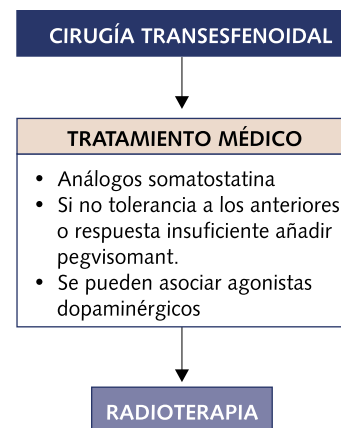 CIRUGÍA TRANSESFENOIDAL
TRATAMIENTO MÉDICO
• Análogos somatostatina
• Si no tolerancia a los anteriores
o respuesta insuficiente añadir
pegvisomant.
• Se pueden asociar agonistas
dopaminérgicos
RADIOTERAPIA